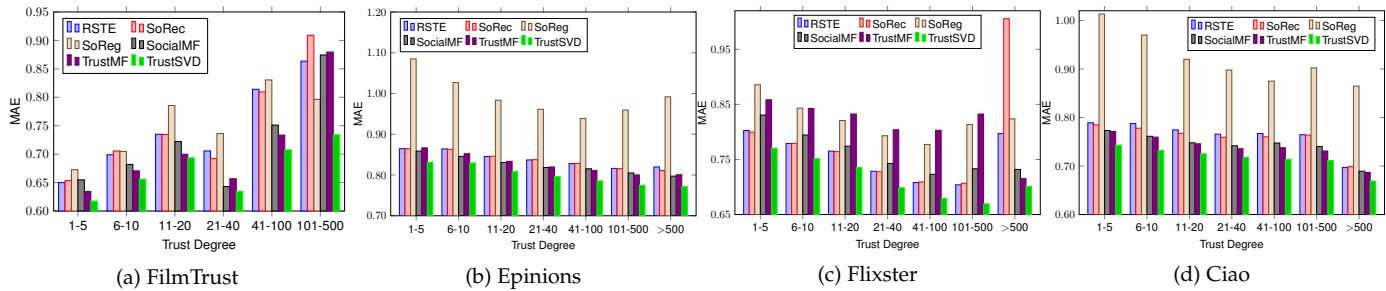 MAE
0.95
0.90
0.85
0.80
0.75
0.70
0.65
0.60
RSTE SoRec
SoReg SocialMF
TrustMF TrustSVD
1-5 6-10 11-20 21-40 41-100 101-500
Trust Degree
(a) FilmTrust
MAE
1.20
1.10
1.00
0.90
0.80
0.70
RSTE SoRec SoReg
SocialMF TrustMF TrustSVD
1-5 6-10 11-20 21-40 41-100 101-500 >500
Trust Degree
(b) Epinions
MAE
0.95
0.85
0.75
0.65
RSTE SoRec SoReg
SocialMF TrustMF TrustSVD
1-5 6-10 11-20 21-40 41-100 101-500 >500
Trust Degree
(c) Flixster
MAE
1.00
0.90
0.80
0.70
0.60
RSTE SoRec SoReg
SocialMF TrustMF TrustSVD
1-5 6-10 11-20 21-40 41-100 101-500 >500
Trust Degree
(d) Ciao